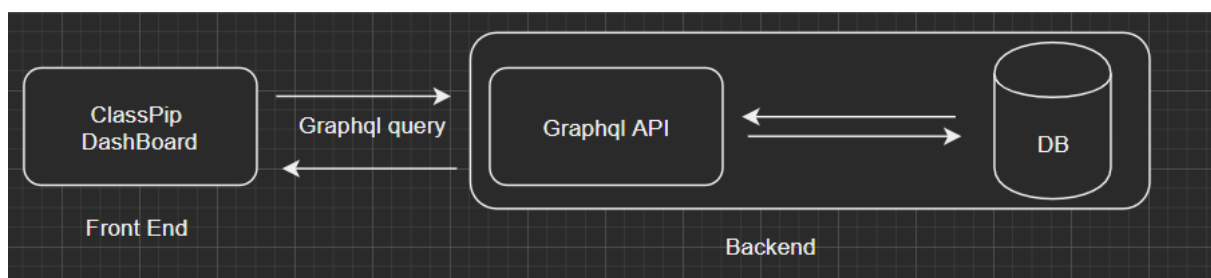 ClassPip
DashBoard
Graphql query
Graphql API
DB
Front End
Backend